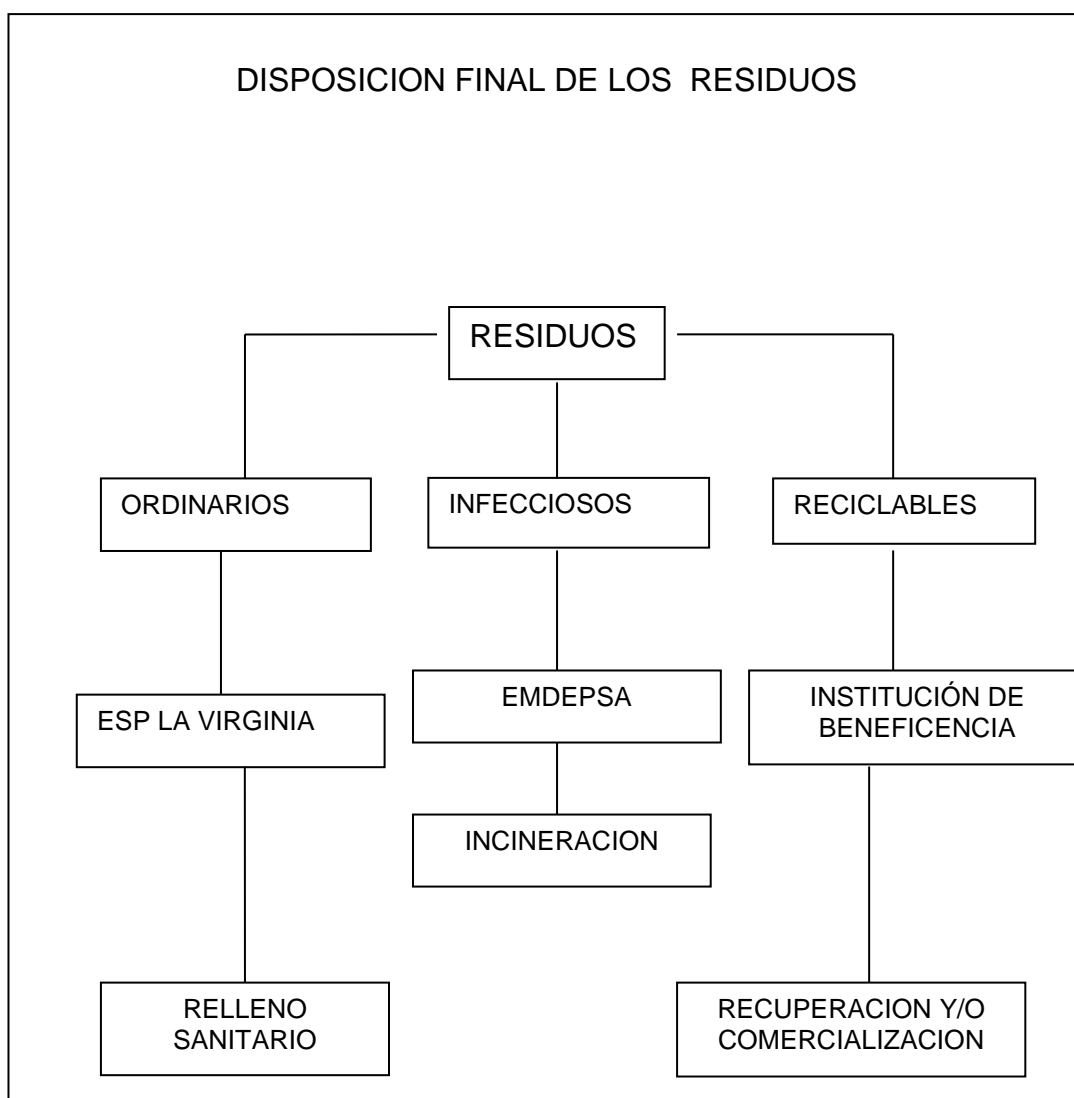 DISPOSICION FINAL DE LOS RESIDUOS
RESIDUOS
ORDINARIOS
INFECCIOSOS
RECICLABLES
ESP LA VIRGINIA
EMDEPSA
INSTITUCIÓN DE
BENEFICENCIA
INCINERACION
RELLENO
SANITARIO
RECUPERACION Y/O
COMERCIALIZACION